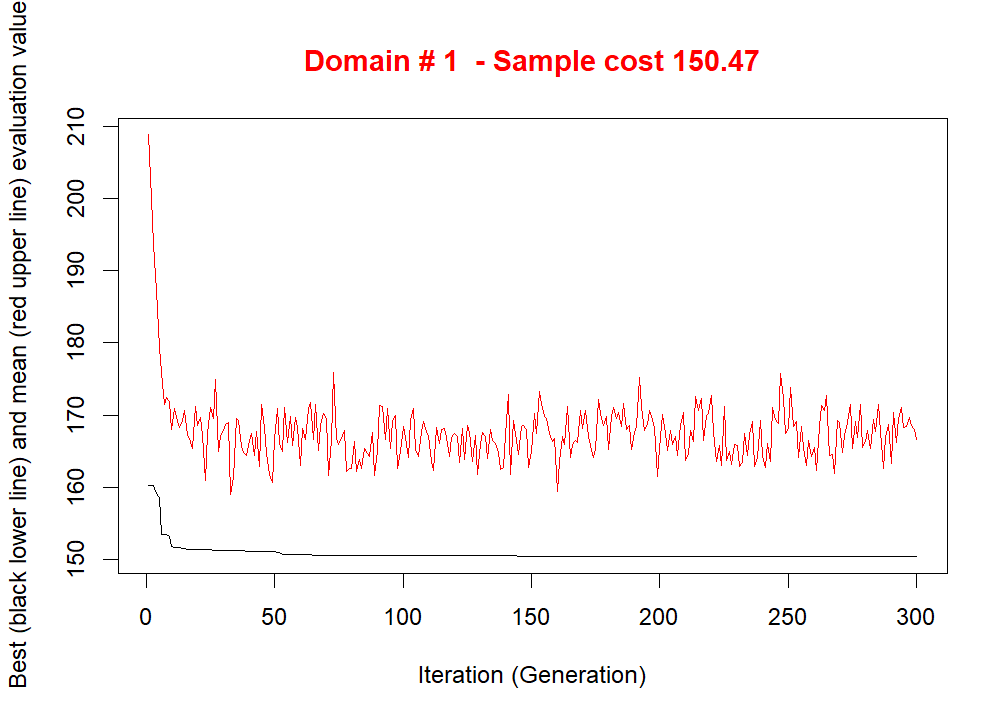 Domain # 1  - Sample cost 150.47
Best (black lower line) and mean (red upper line) evaluation value
210
200
190
180
170
160
150
0 50 100 150 200 250 300
Iteration (Generation)